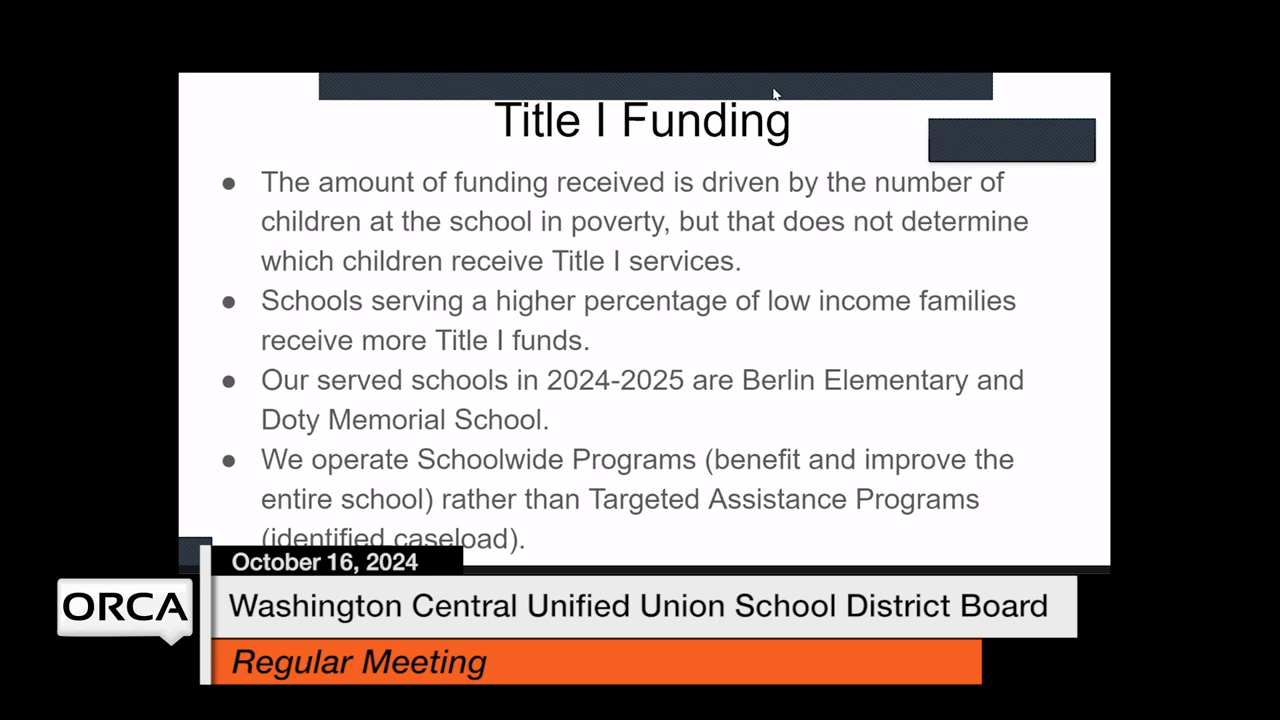 Title I Funding
● The amount of funding received is driven by the number of
children at the school in poverty, but that does not determine
which children receive Title I services.
● Schools serving a higher percentage of low income families
receive more Title I funds.
● Our served schools in 2024-2025 are Berlin Elementary and
Doty Memorial School.
● We operate Schoolwide Programs (benefit and improve the
entire school) rather than Targeted Assistance Programs
(identified caseload).
October 16, 2024
ORCA
Washington Central Unified Union School District Board
Regular Meeting